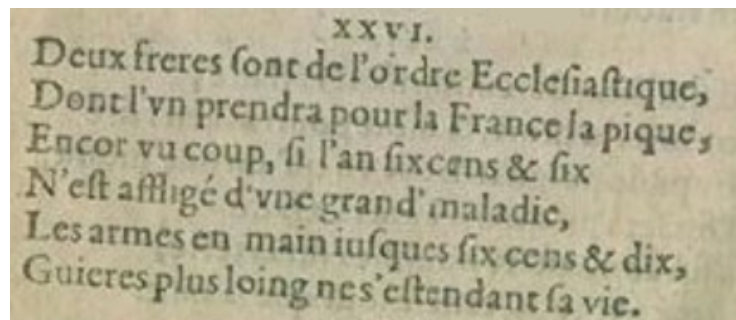 XXVI.
Deux freres ſont de l'ordre Eccleſiaſtique,
Dont l'vn prendra pour la France la pique,
Encor vu coup, ſi l'an ſixcens & ſix
N'eſt affligé d'vne grand' maladie,
Les armes en main iuſques ſix cens & dix,
Guieres plus loing ne s'eſtendant ſa vie.